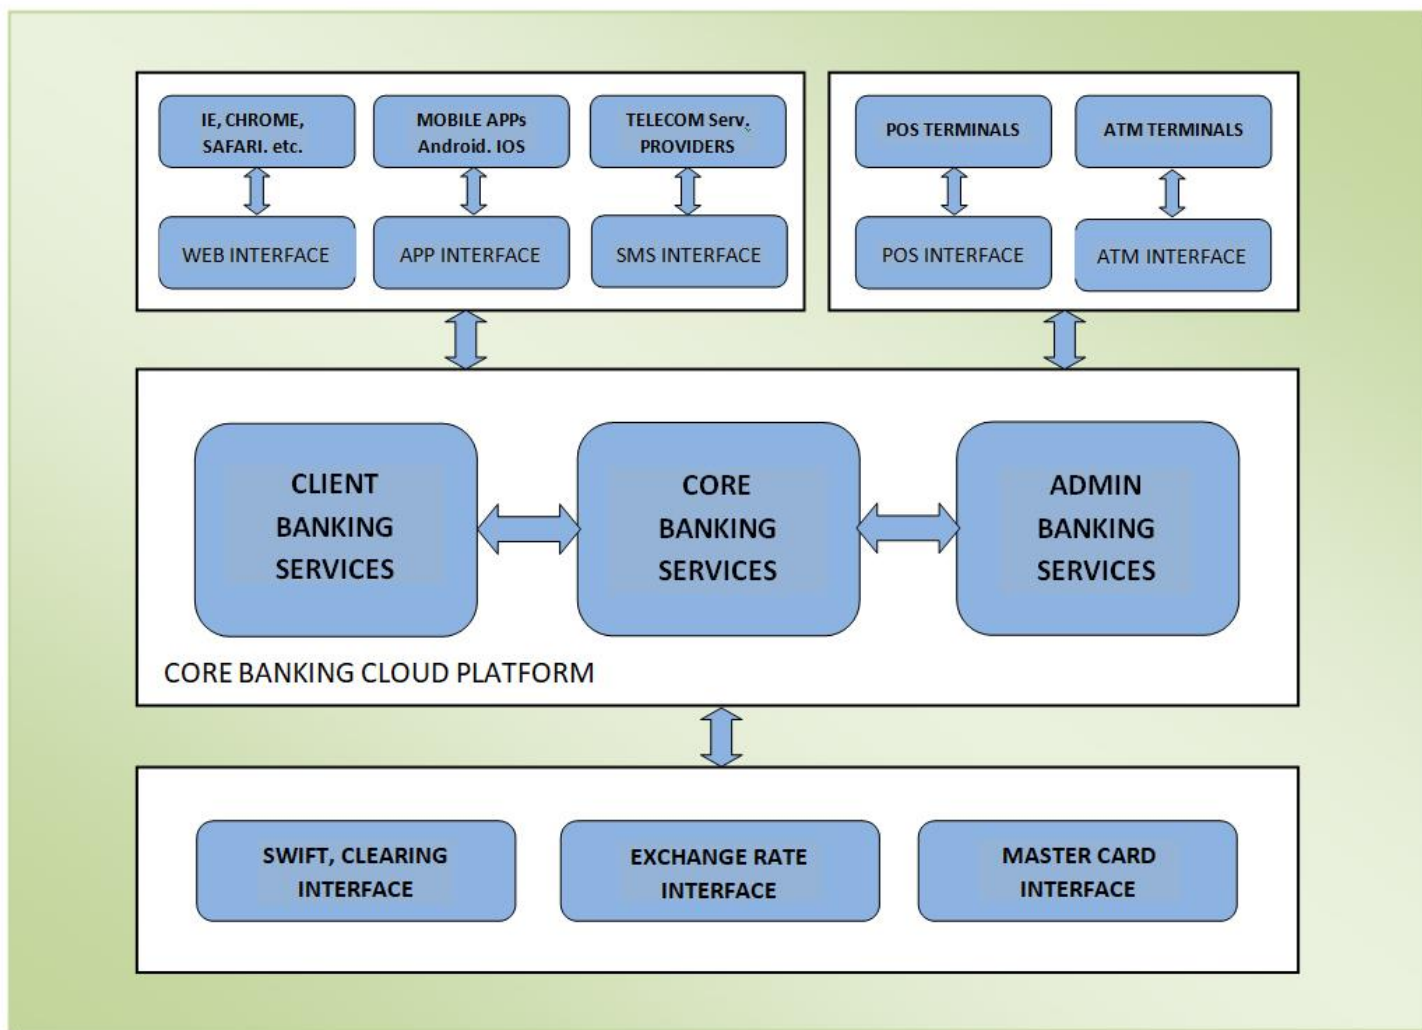 IE, CHROME,
SAFARI. etc.
MOBILE APPs
Android. IOS
TELECOM Serv.
PROVIDERS
POS TERMINALS
ATM TERMINALS
WEB INTERFACE
APP INTERFACE
SMS INTERFACE
POS INTERFACE
ATM INTERFACE
CLIENT
BANKING
SERVICES
CORE
BANKING
SERVICES
ADMIN
BANKING
SERVICES
CORE BANKING CLOUD PLATFORM
SWIFT, CLEARING
INTERFACE
EXCHANGE RATE
INTERFACE
MASTER CARD
INTERFACE